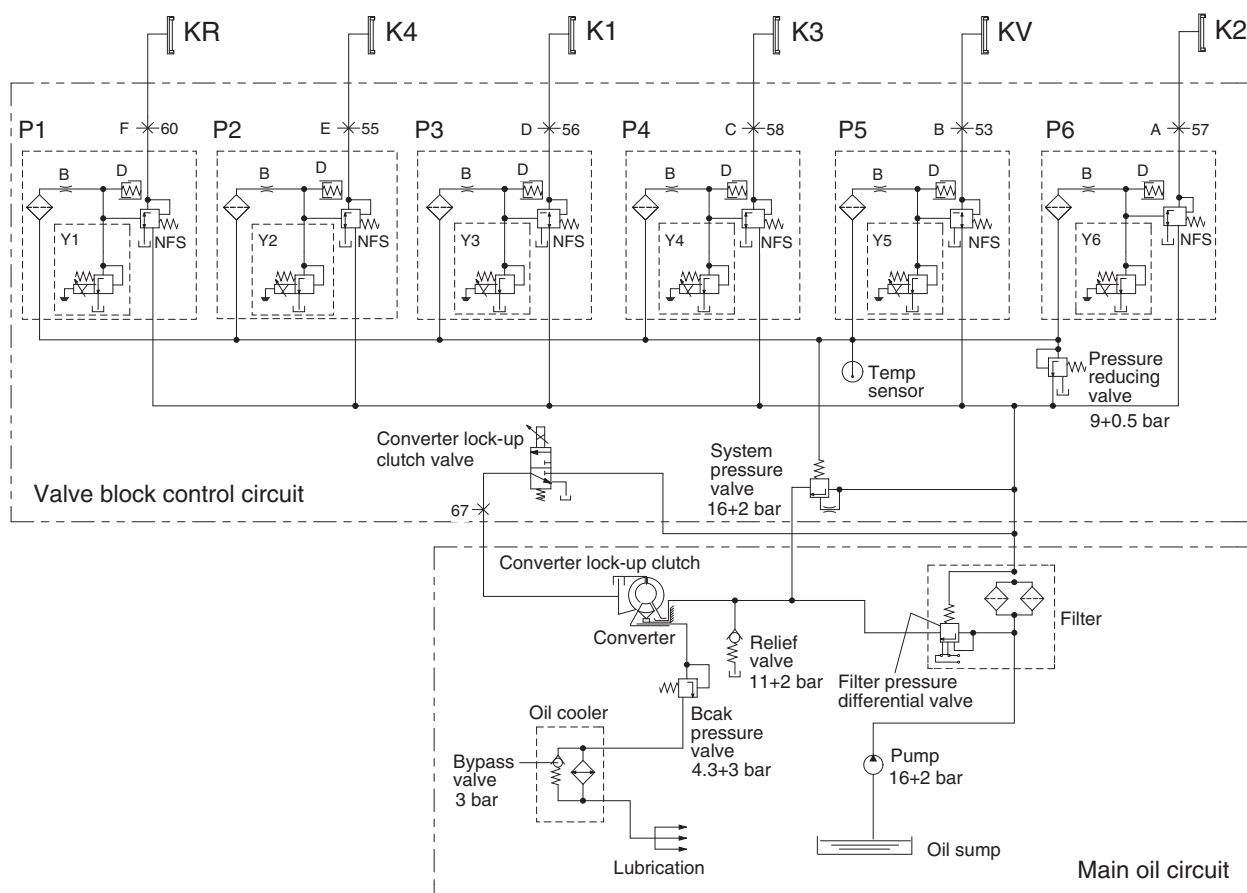 KR
K4
K1
K3
KV
K2
P1
F
60
P2
E
55
P3
D
56
P4
C
58
P5
B
53
P6
A
57
B
D
B
D
B
D
B
D
B
D
B
D
Y1
NFS
Y2
NFS
Y3
NFS
Y4
NFS
Y5
NFS
Y6
NFS
Temp
sensor
Pressure
reducing
valve
9+0.5 bar
Converter lock-up
clutch valve
System
pressure
valve
16+2 bar
Valve block control circuit
67
Converter lock-up clutch
Converter
Relief
valve
11+2 bar
Filter
Filter pressure
differential valve
Oil cooler
Bcak
pressure
valve
4.3+3 bar
Bypass
valve
3 bar
Pump
16+2 bar
Lubrication
Oil sump
Main oil circuit